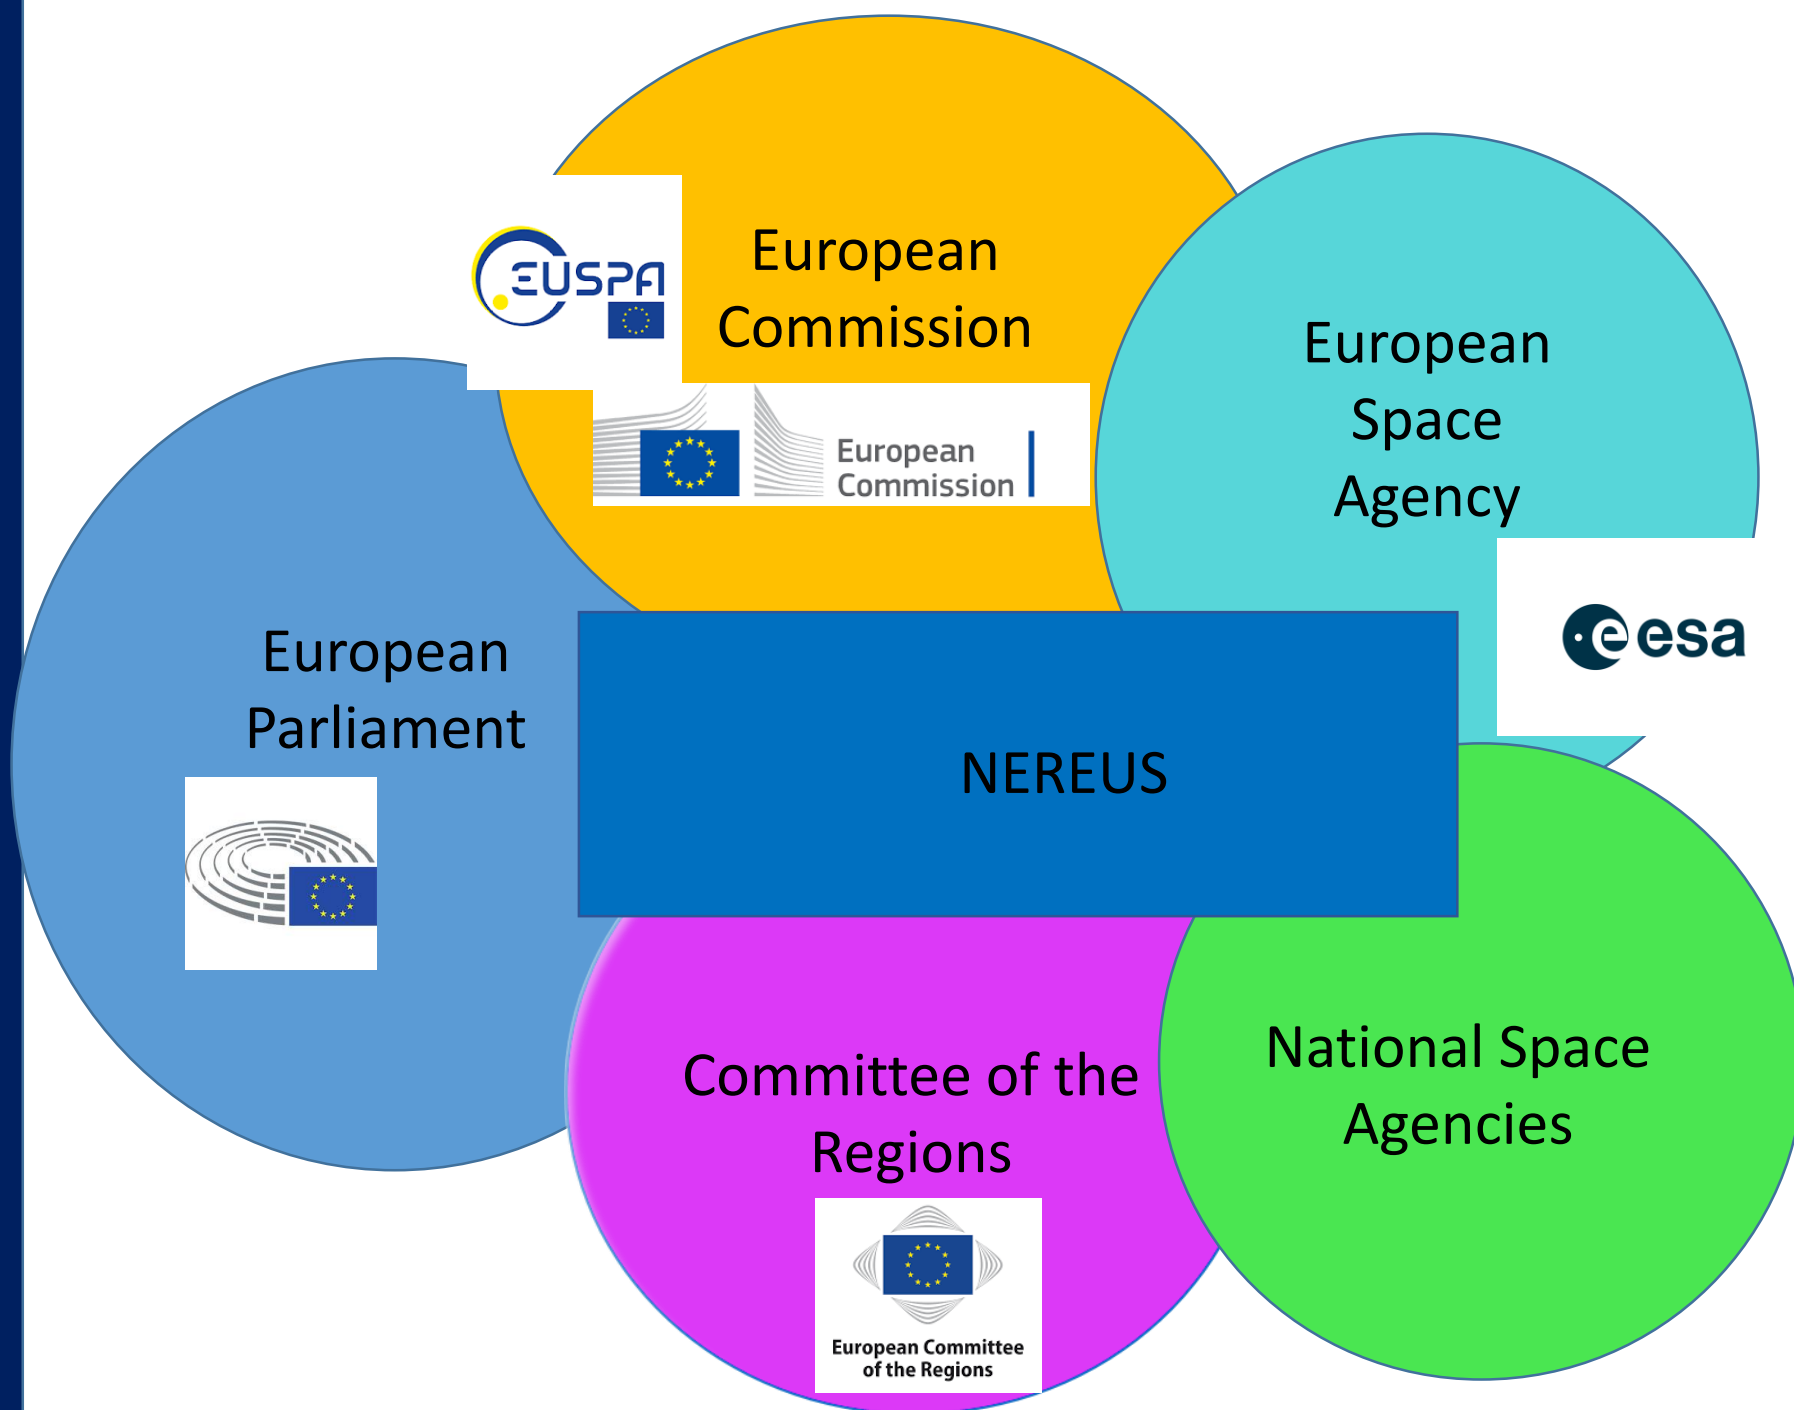 EUSPA
European
Commission
European
Commission
European
Space
Agency
esa
European
Parliament
NEREUS
Committee of the
Regions
European Committee
of the Regions
National Space
Agencies